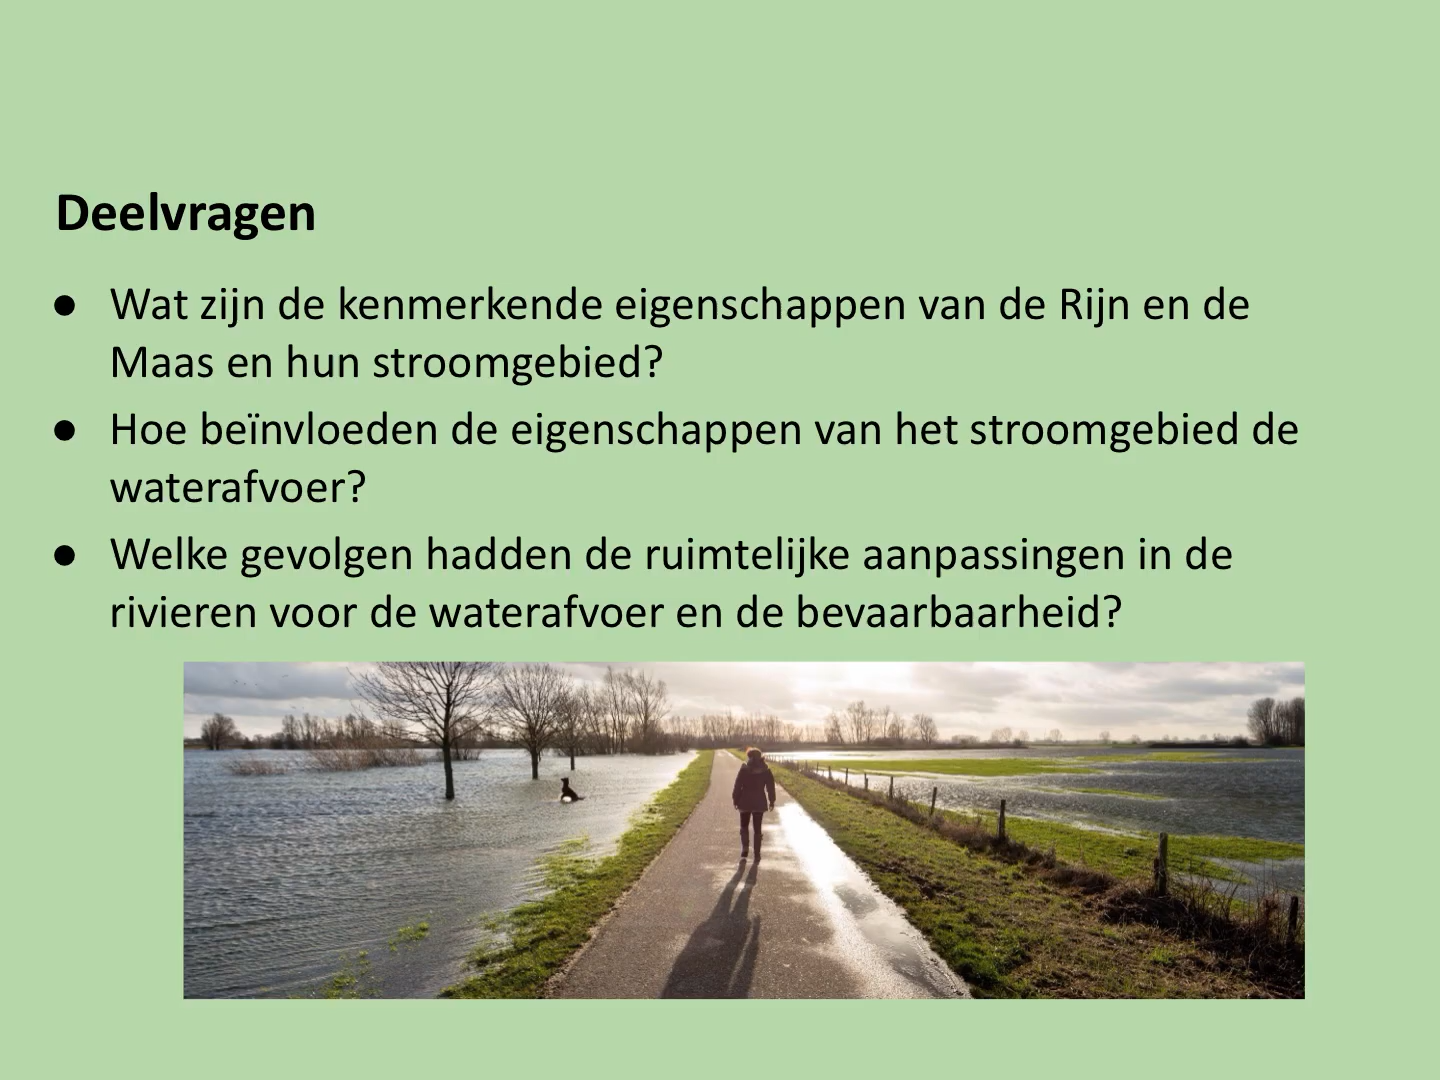 Deelvragen
● Wat zijn de kenmerkende eigenschappen van de Rijn en de
Maas en hun stroomgebied?
● Hoe beïnvloeden de eigenschappen van het stroomgebied de
waterafvoer?
● Welke gevolgen hadden de ruimtelijke aanpassingen in de
rivieren voor de waterafvoer en de bevaarbaarheid?